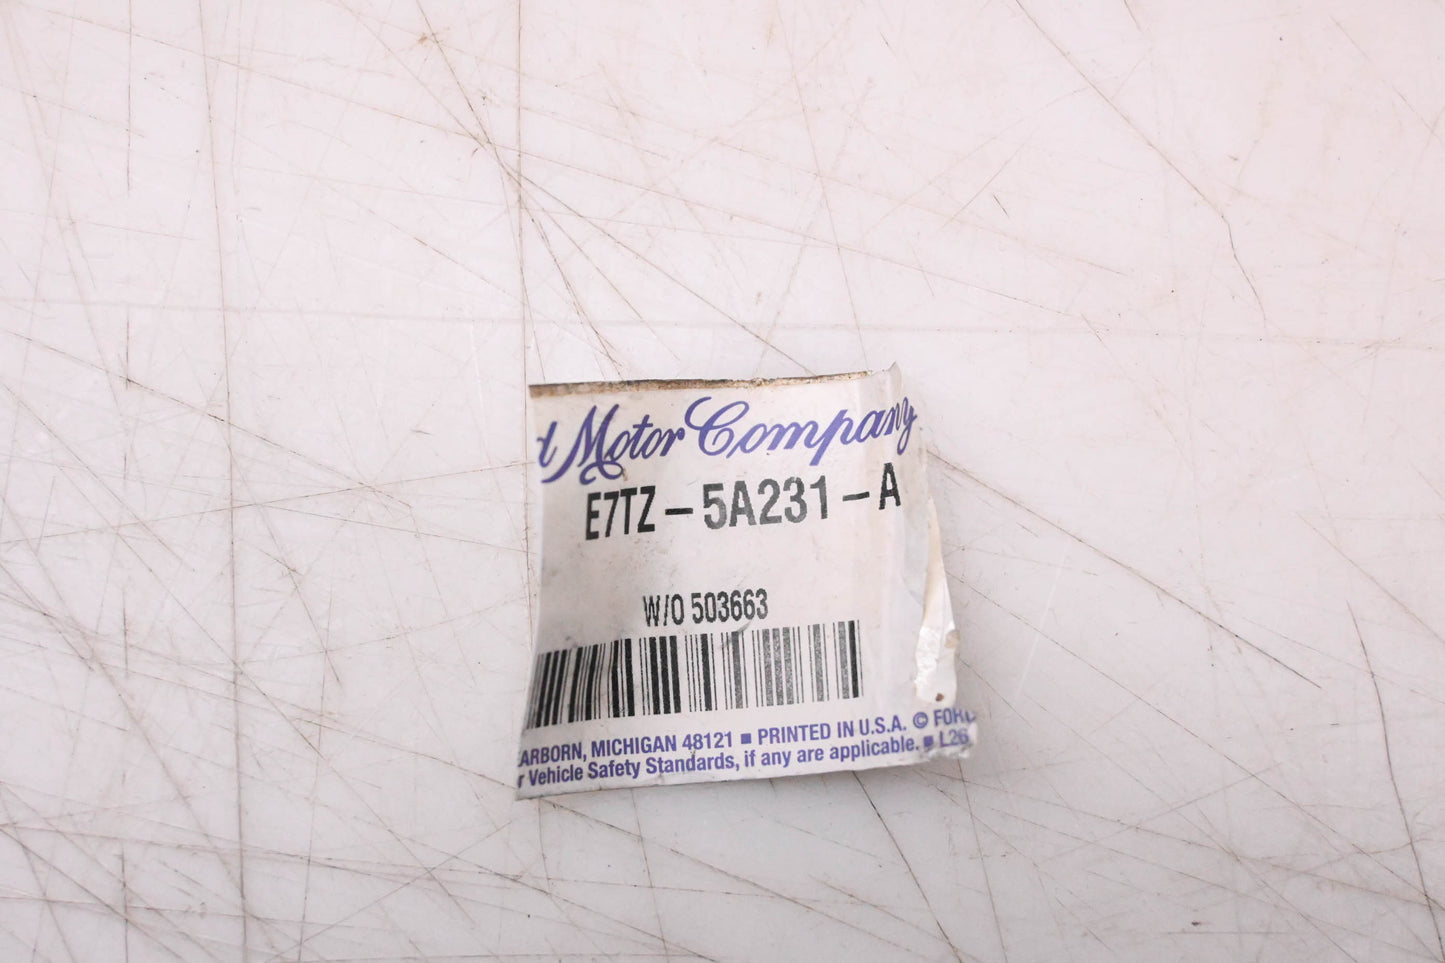 d Motor Company
E7TZ – 5A231 – A
W/O 503663
EARBORN, MICHIGAN 48121 ■ PRINTED IN U.S.A. © FORD
r Vehicle Safety Standards, if any are applicable. ■ L26